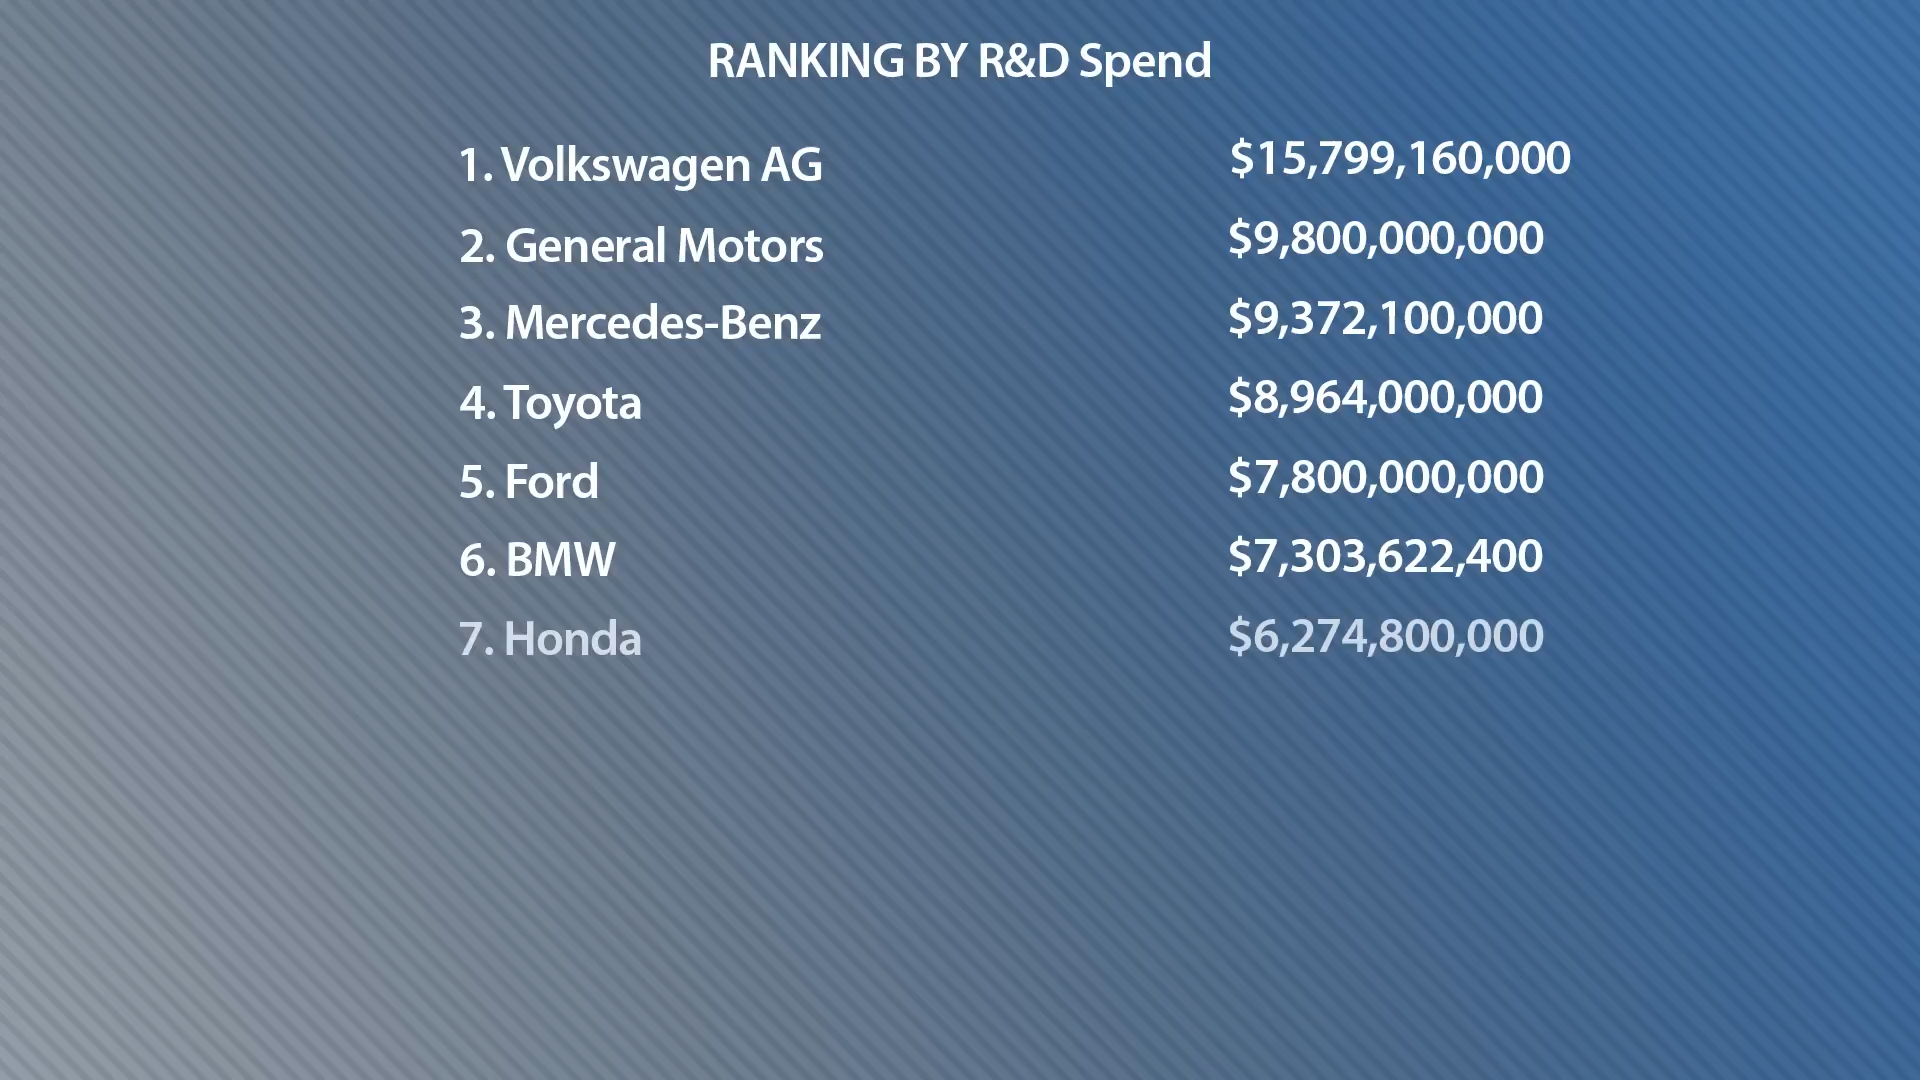 RANKING BY R&D Spend
1. Volkswagen AG $15,799,160,000
2. General Motors $9,800,000,000
3. Mercedes-Benz $9,372,100,000
4. Toyota $8,964,000,000
5. Ford $7,800,000,000
6. BMW $7,303,622,400
7. Honda $6,274,800,000